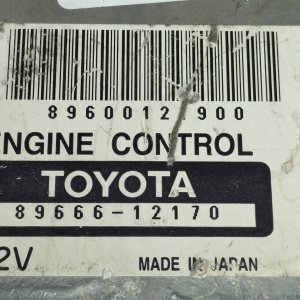 8960012 900
ENGINE CONTROL
TOYOTA
89666-12170
2V
MADE IN JAPAN